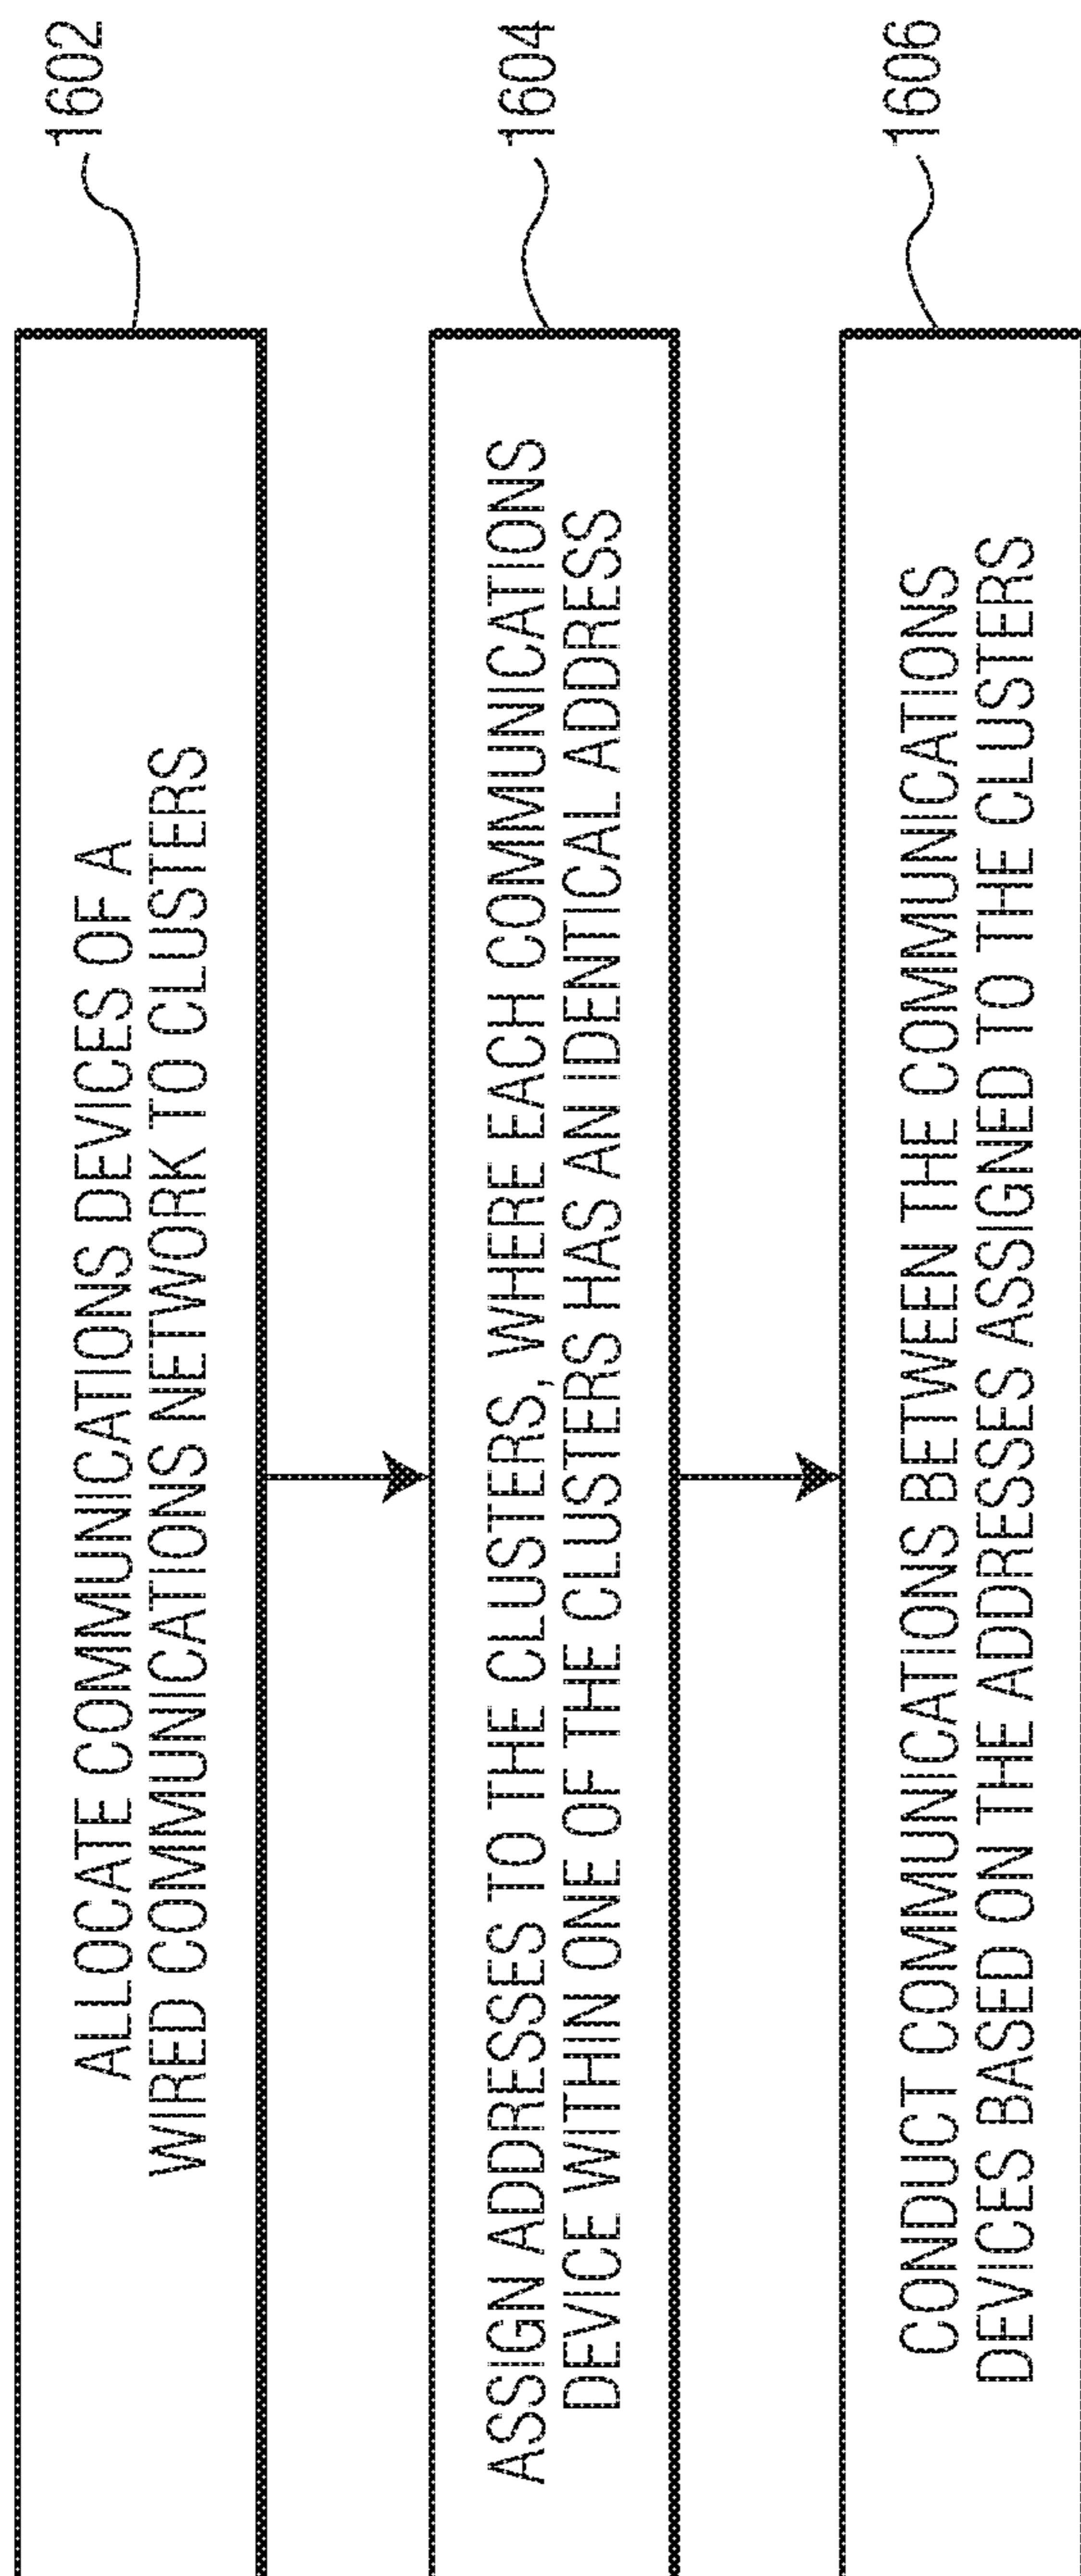 1602
ALLOCATE COMMUNICATIONS DEVICES OF A
WIRED COMMUNICATIONS NETWORK TO CLUSTERS
1604
ASSIGN ADDRESSES TO THE CLUSTERS, WHERE EACH COMMUNICATIONS
DEVICE WITHIN ONE OF THE CLUSTERS HAS AN IDENTICAL ADDRESS
1606
CONDUCT COMMUNICATIONS BETWEEN THE COMMUNICATIONS
DEVICES BASED ON THE ADDRESSES ASSIGNED TO THE CLUSTERS